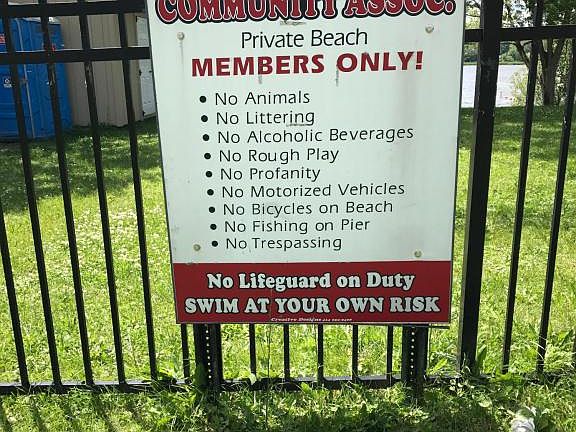 COMMUNITY ASSOC.
Private Beach
MEMBERS ONLY!
• No Animals
• No Littering
• No Alcoholic Beverages
• No Rough Play
• No Profanity
• No Motorized Vehicles
• No Bicycles on Beach
• No Fishing on Pier
• No Trespassing
No Lifeguard on Duty
SWIM AT YOUR OWN RISK
Creative Designs